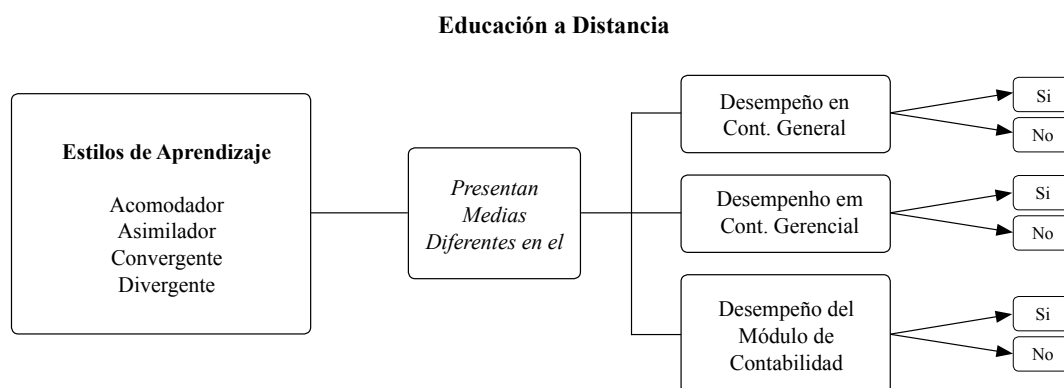 Educación a Distancia
Estilos de Aprendizaje
Acomodador
Asimilador
Convergente
Divergente
Presentan
Medias
Diferentes en el
Desempeño en
Cont. General
Si
No
Desempenho em
Cont. Gerencial
Si
No
Desempeño del
Módulo de
Contabilidad
Si
No